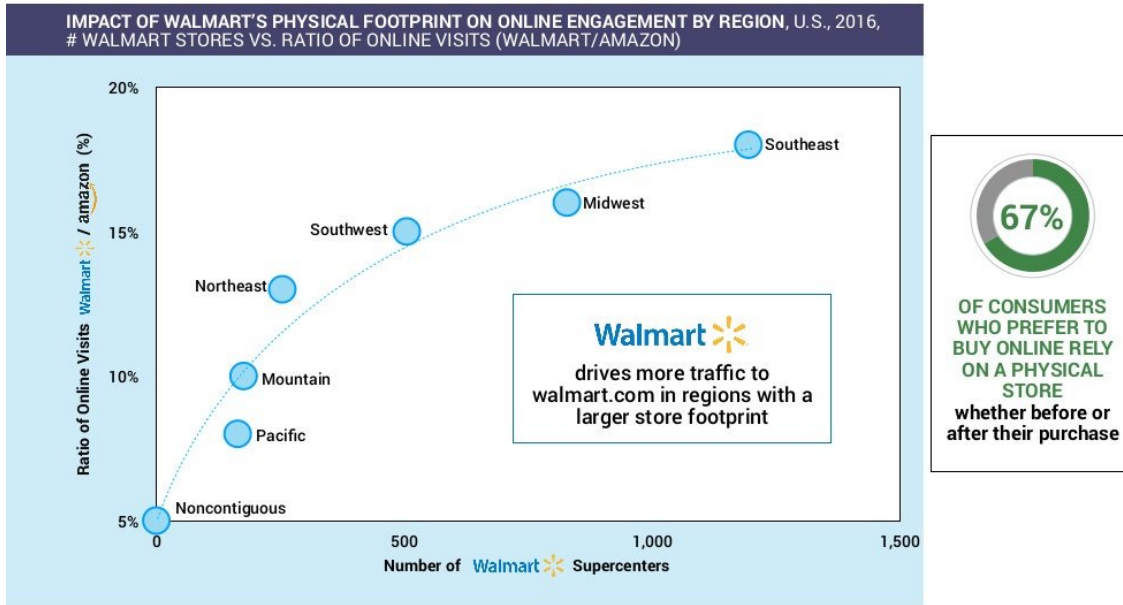 IMPACT OF WALMART'S PHYSICAL FOOTPRINT ON ONLINE ENGAGEMENT BY REGION, U.S., 2016,
# WALMART STORES VS. RATIO OF ONLINE VISITS (WALMART/AMAZON)
Ratio of Online Visits Walmart / amazon (%)
20%
15%
10%
5%
Southeast
Midwest
Southwest
Northeast
Mountain
Pacific
Noncontiguous
Walmart
drives more traffic to
walmart.com in regions with a
larger store footprint
0
500
1,000
1,500
Number of Walmart Supercenters
67%
OF CONSUMERS
WHO PREFER TO
BUY ONLINE RELY
ON A PHYSICAL
STORE
whether before or
after their purchase